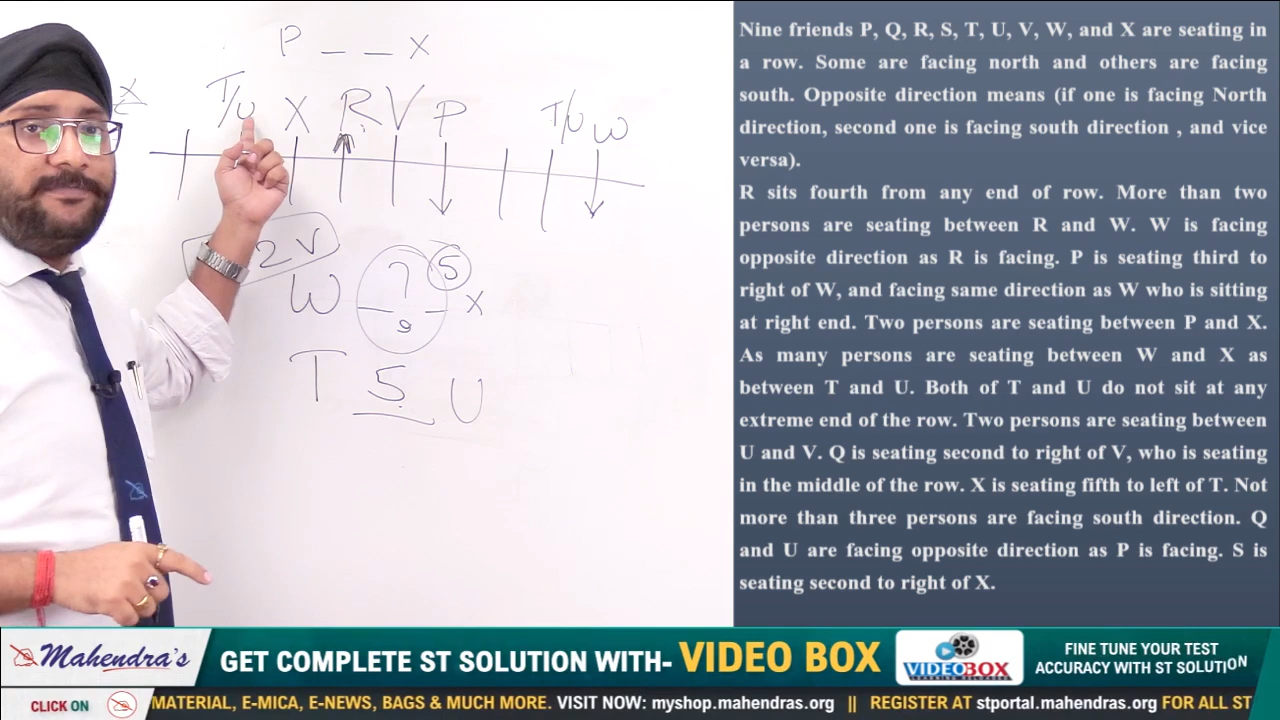 P _ _ X
X
T/U X R V P T/U W
2 V
W ? 5 X
T 5 U
Nine friends P, Q, R, S, T, U, V, W, and X are seating in
a row. Some are facing north and others are facing
south. Opposite direction means (if one is facing North
direction, second one is facing south direction , and vice
versa).
R sits fourth from any end of row. More than two
persons are seating between R and W. W is facing
opposite direction as R is facing. P is seating third to
right of W, and facing same direction as W who is sitting
at right end. Two persons are seating between P and X.
As many persons are seating between W and X as
between T and U. Both of T and U do not sit at any
extreme end of the row. Two persons are seating between
U and V. Q is seating second to right of V, who is seating
in the middle of the row. X is seating fifth to left of T. Not
more than three persons are facing south direction. Q
and U are facing opposite direction as P is facing. S is
seating second to right of X.
Mahendra's
GET COMPLETE ST SOLUTION WITH- VIDEO BOX
VIDEOBOX
LEARNING RELOADED
FINE TUNE YOUR TEST
ACCURACY WITH ST SOLUTION
CLICK ON
MATERIAL, E-MICA, E-NEWS, BAGS & MUCH MORE. VISIT NOW: myshop.mahendras.org || REGISTER AT stportal.mahendras.org FOR ALL ST